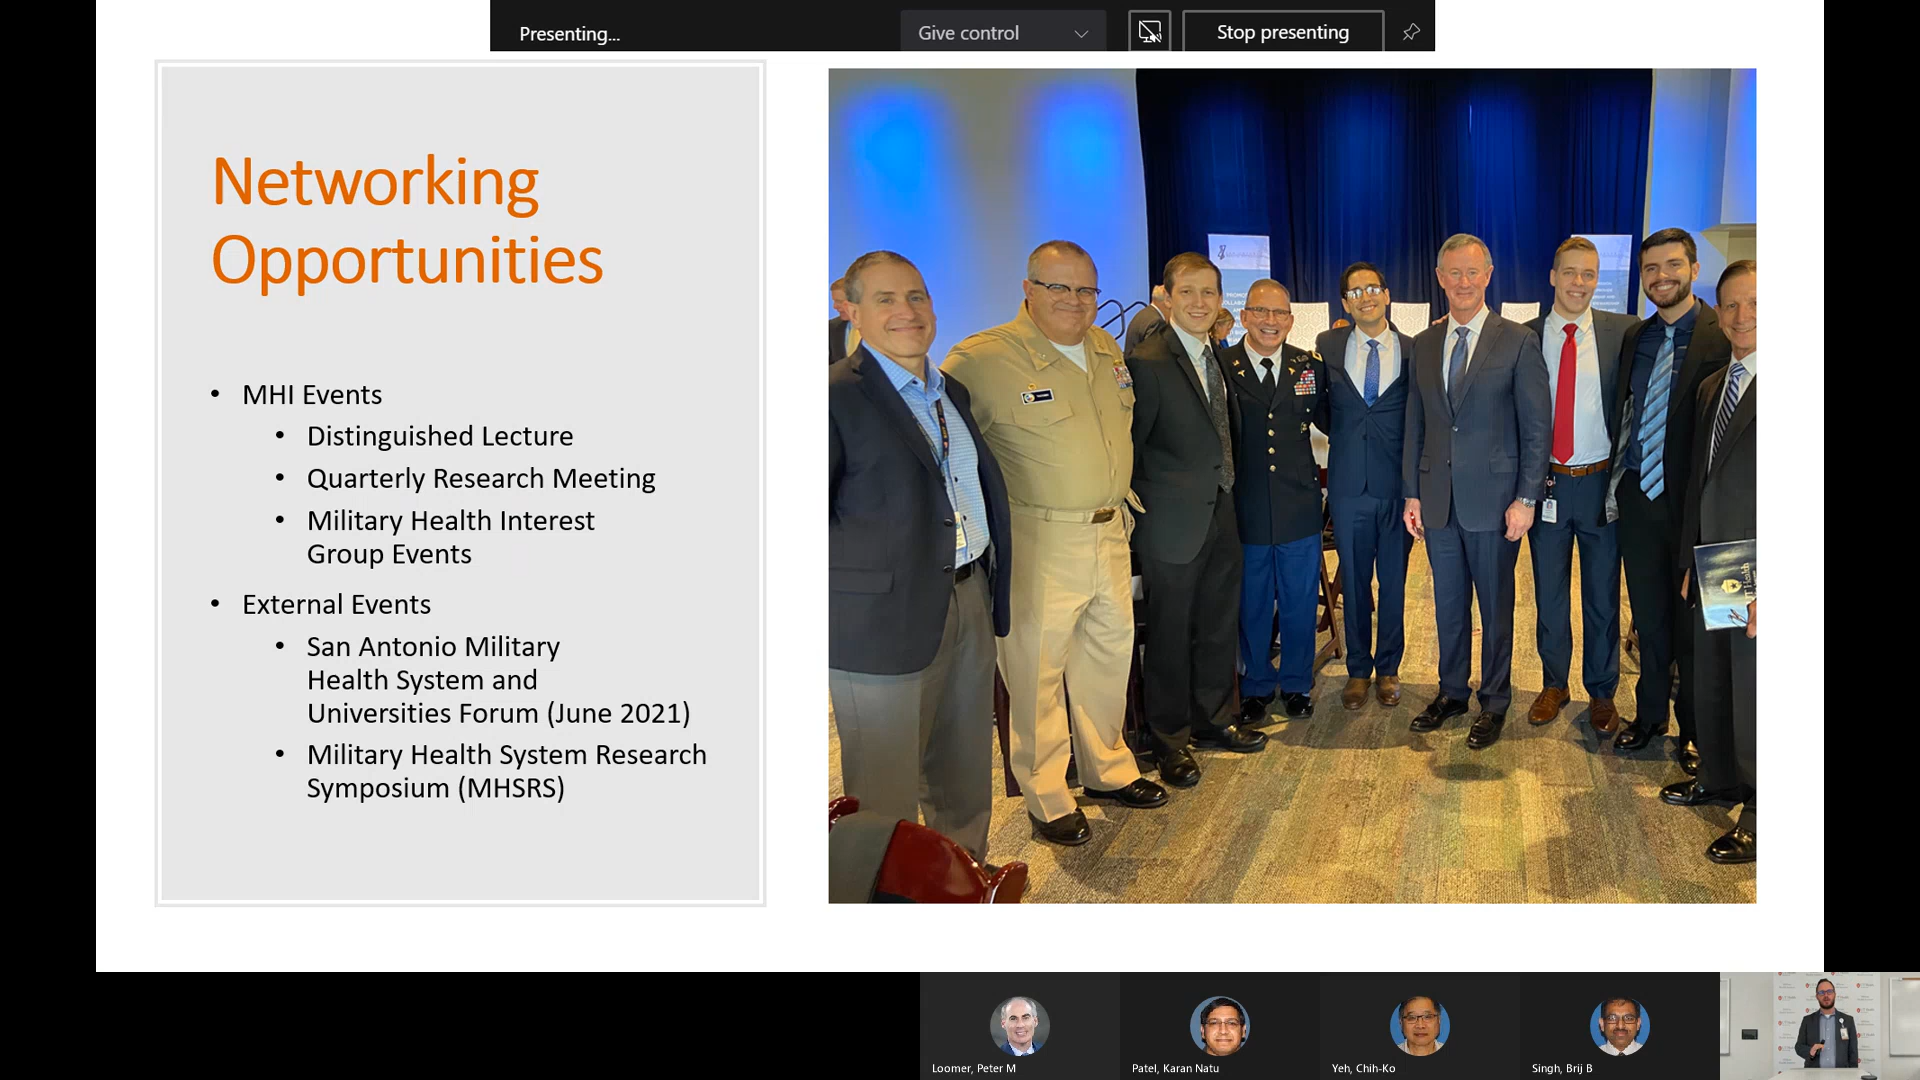 Presenting...
Give control
Stop presenting
Networking
Opportunities
• MHI Events
• Distinguished Lecture
• Quarterly Research Meeting
• Military Health Interest
Group Events
• External Events
• San Antonio Military
Health System and
Universities Forum (June 2021)
• Military Health System Research
Symposium (MHSRS)
Health
Loomer, Peter M
Patel, Karan Natu
Yeh, Chih-Ko
Singh, Brij B